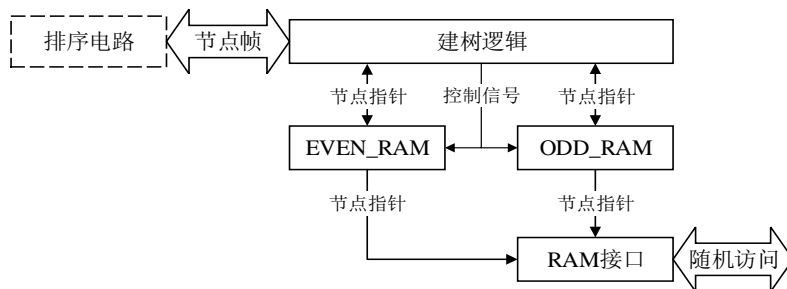 排序电路 节点帧 建树逻辑
节点指针 控制信号 节点指针
EVEN_RAM ODD_RAM
节点指针 节点指针
RAM接口 随机访问